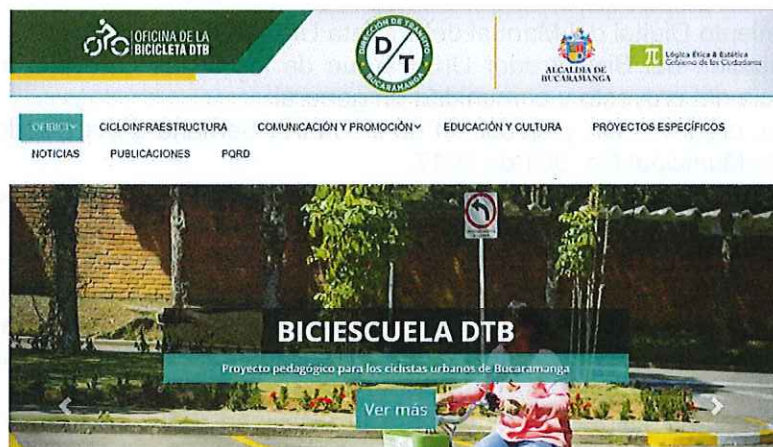 OFICINA DE LA
BICICLETA DTB
DIRECCIÓN DE TRÁNSITO
D/T
BUCARAMANGA
ALCALDÍA DE
BUCARAMANGA
π
Lógica Ética & Estética
Gobierno de los Ciudadanos
OFIBICI
CICLOINFRAESTRUCTURA
COMUNICACIÓN Y PROMOCIÓN
EDUCACIÓN Y CULTURA
PROYECTOS ESPECÍFICOS
NOTICIAS
PUBLICACIONES
PQRD
BICIESCUELA DTB
Proyecto pedagógico para los ciclistas urbanos de Bucaramanga
Ver más